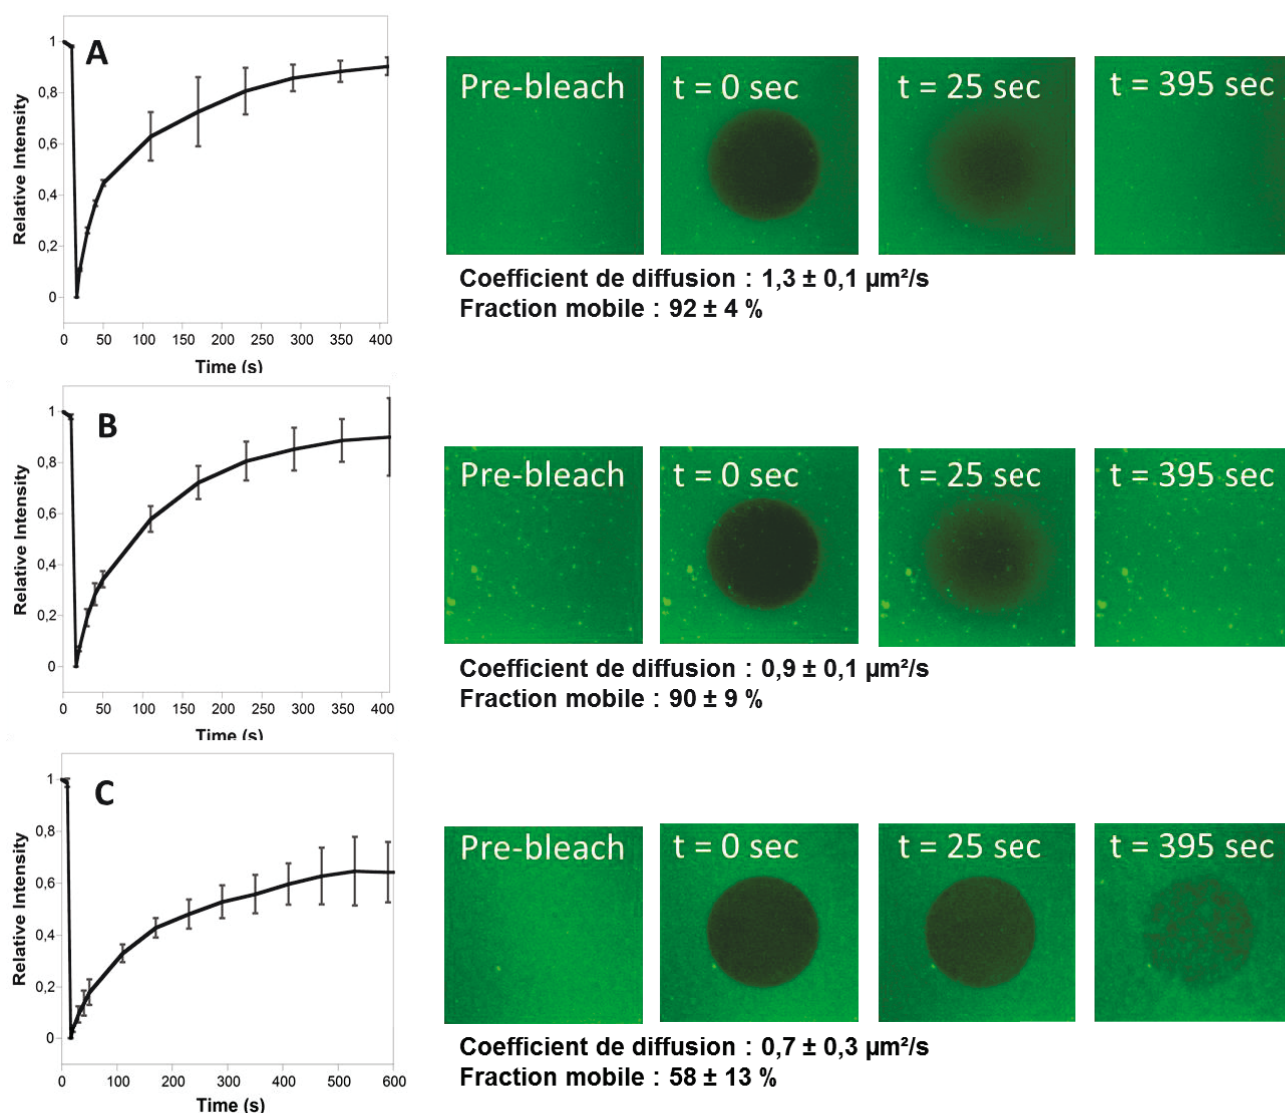 A
Relative Intensity
1
0,8
0,6
0,4
0,2
0
0 50 100 150 200 250 300 350 400
Time (s)
Pre-bleach
t = 0 sec
t = 25 sec
t = 395 sec
Coefficient de diffusion : 1,3 ± 0,1 µm²/s
Fraction mobile : 92 ± 4 %
B
Relative Intensity
1
0,8
0,6
0,4
0,2
0
0 50 100 150 200 250 300 350 400
Time (s)
Pre-bleach
t = 0 sec
t = 25 sec
t = 395 sec
Coefficient de diffusion : 0,9 ± 0,1 µm²/s
Fraction mobile : 90 ± 9 %
C
Relative Intensity
1
0,8
0,6
0,4
0,2
0
0 100 200 300 400 500 600
Time (s)
Pre-bleach
t = 0 sec
t = 25 sec
t = 395 sec
Coefficient de diffusion : 0,7 ± 0,3 µm²/s
Fraction mobile : 58 ± 13 %